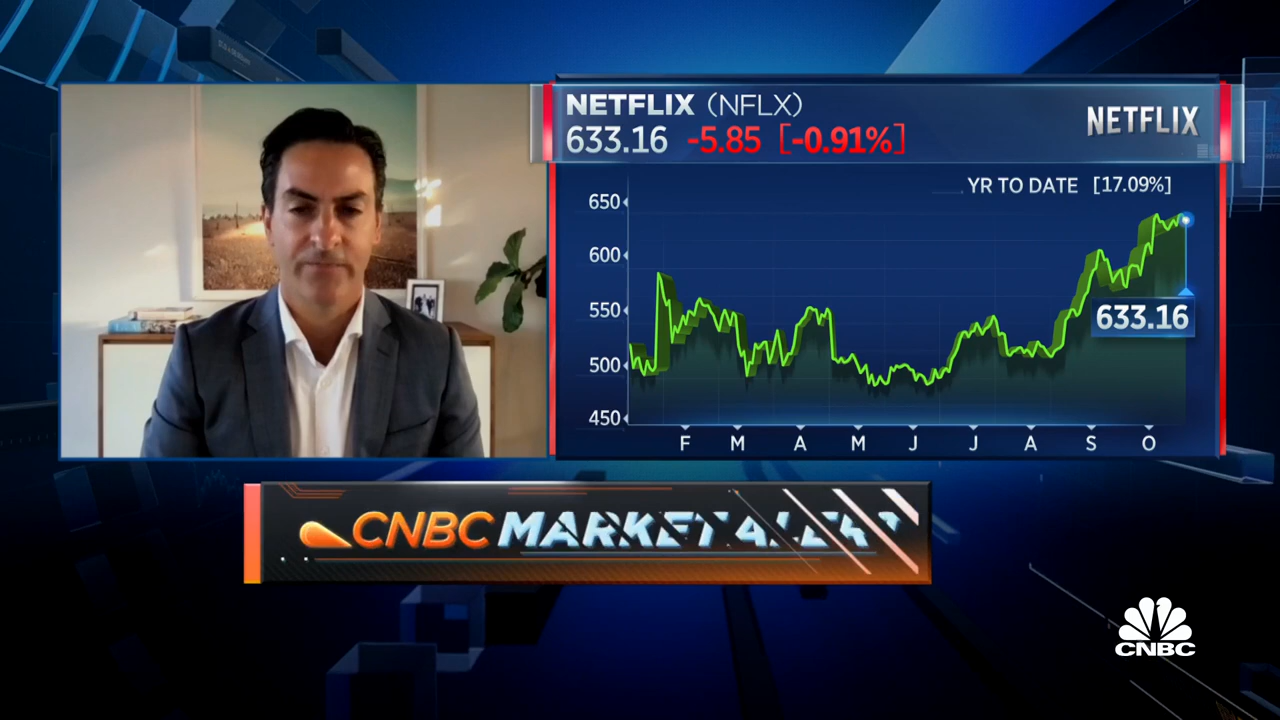 NETFLIX (NFLX)
633.16 -5.85 [-0.91%]
NETFLIX
YR TO DATE [17.09%]
650
600
550
500
450
633.16
F M A M J J A S O
CNBC MARKET ALERT
CNBC